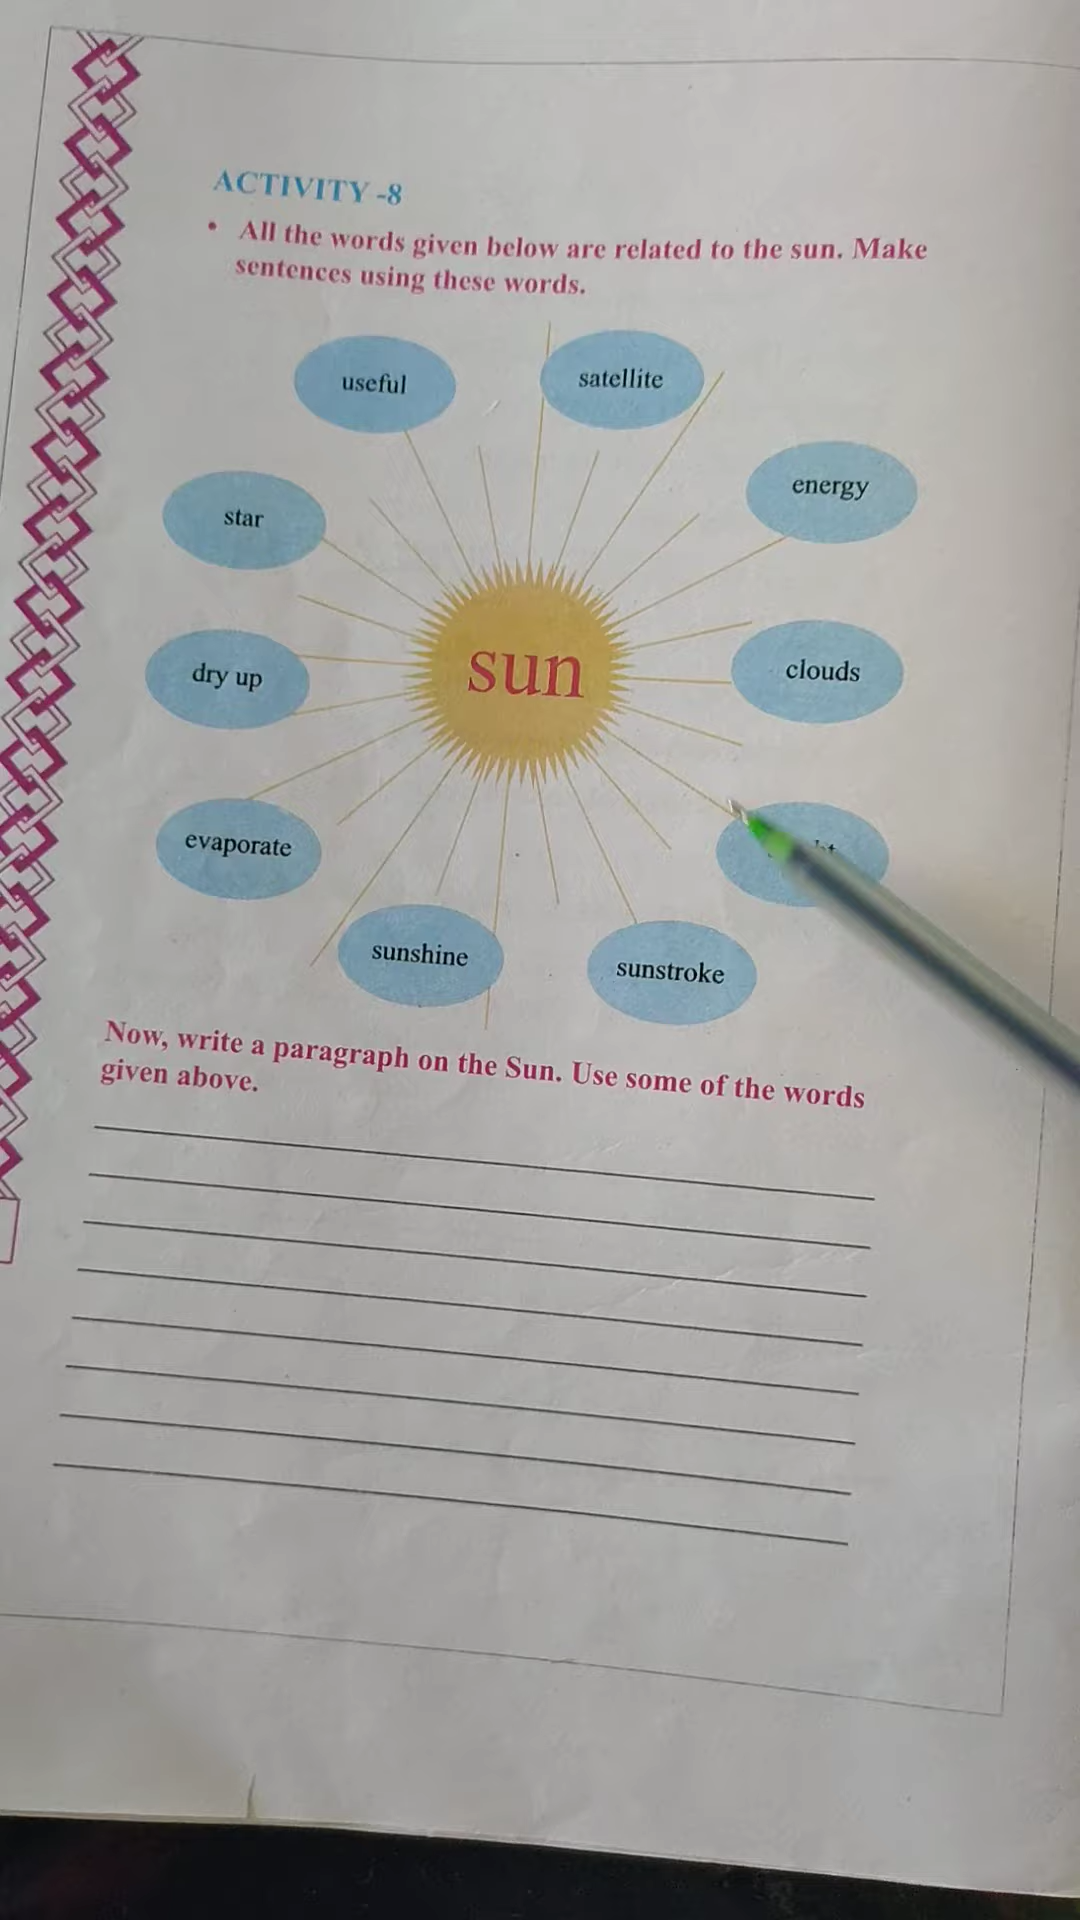 ACTIVITY -8
• All the words given below are related to the sun. Make
sentences using these words.
useful
satellite
energy
star
clouds
sun
dry up
evaporate
sunshine
sunstroke
Now, write a paragraph on the Sun. Use some of the words
given above.